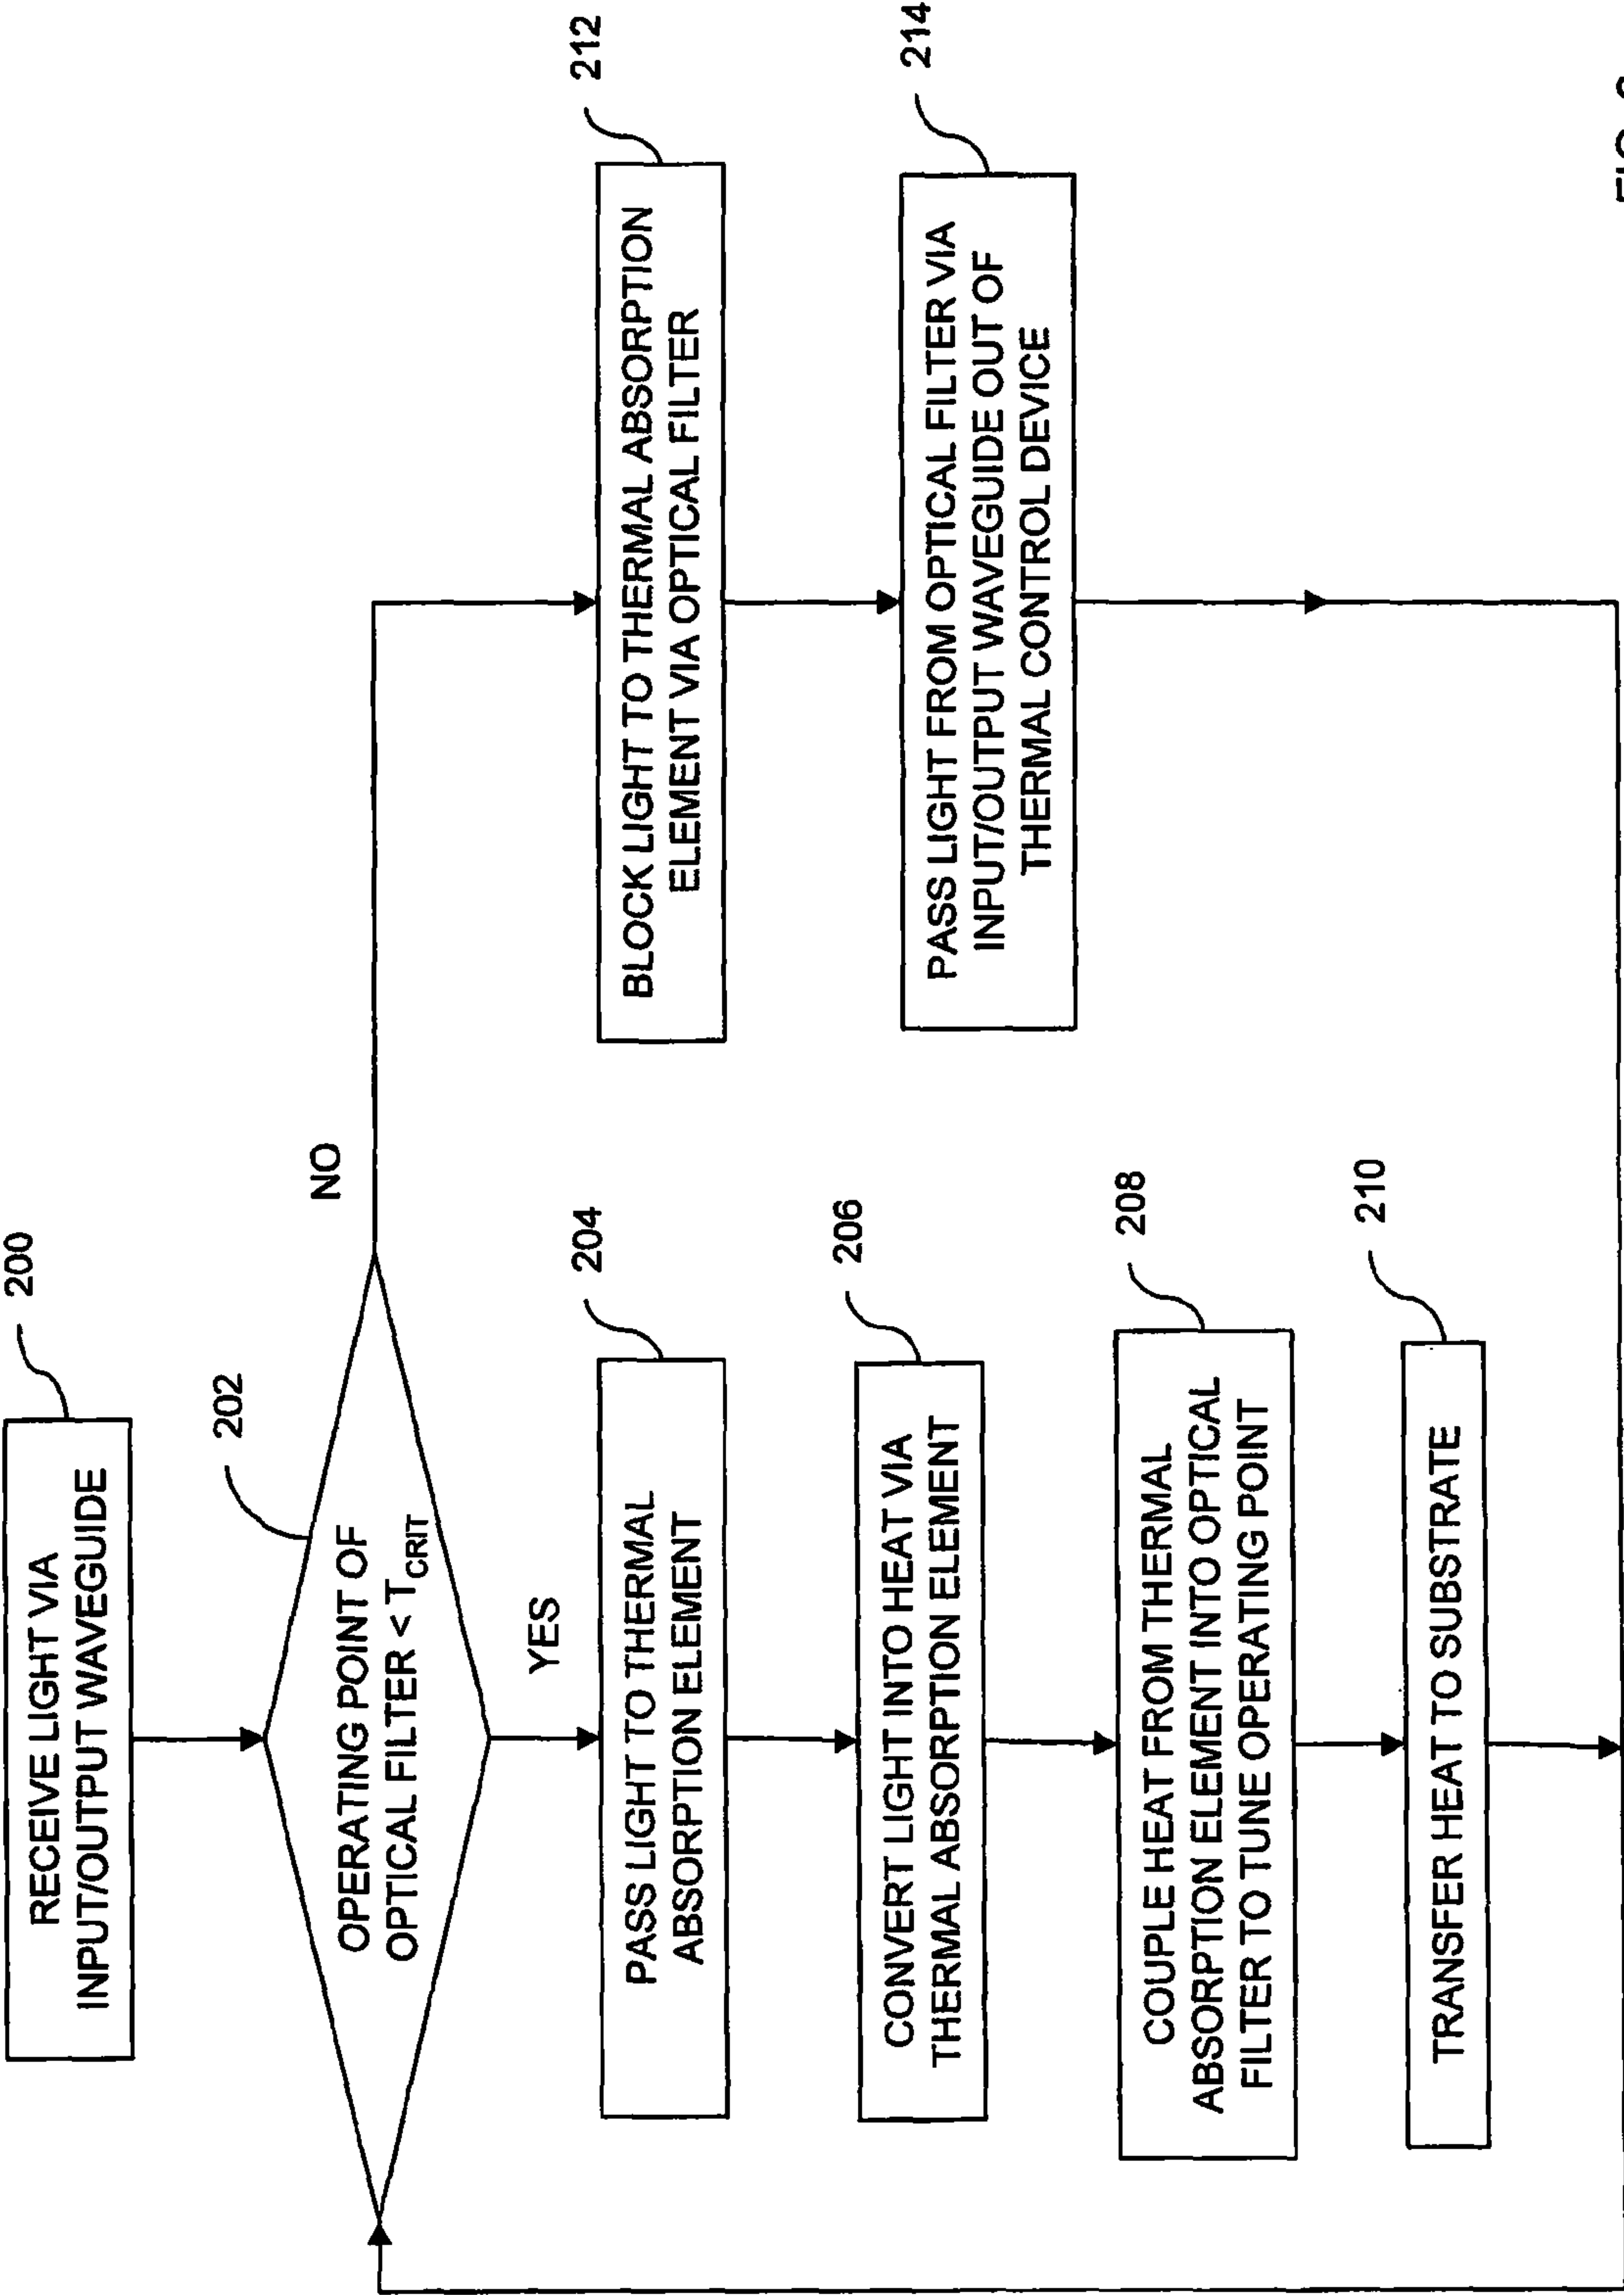 200
RECEIVE LIGHT VIA
INPUT/OUTPUT WAVEGUIDE
202
OPERATING POINT OF
OPTICAL FILTER < T_CRIT
NO
YES
204
PASS LIGHT TO THERMAL
ABSORPTION ELEMENT
206
CONVERT LIGHT INTO HEAT VIA
THERMAL ABSORPTION ELEMENT
208
COUPLE HEAT FROM THERMAL
ABSORPTION ELEMENT INTO OPTICAL
FILTER TO TUNE OPERATING POINT
210
TRANSFER HEAT TO SUBSTRATE
212
BLOCK LIGHT TO THERMAL ABSORPTION
ELEMENT VIA OPTICAL FILTER
214
PASS LIGHT FROM OPTICAL FILTER VIA
INPUT/OUTPUT WAVEGUIDE OUT OF
THERMAL CONTROL DEVICE